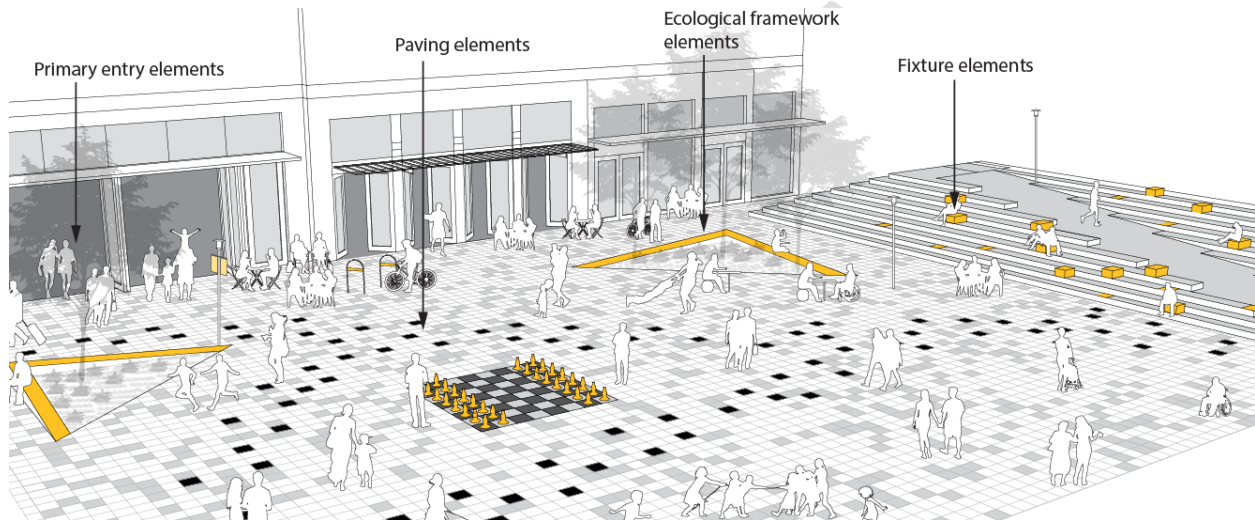 Primary entry elements
Paving elements
Ecological framework
elements
Fixture elements